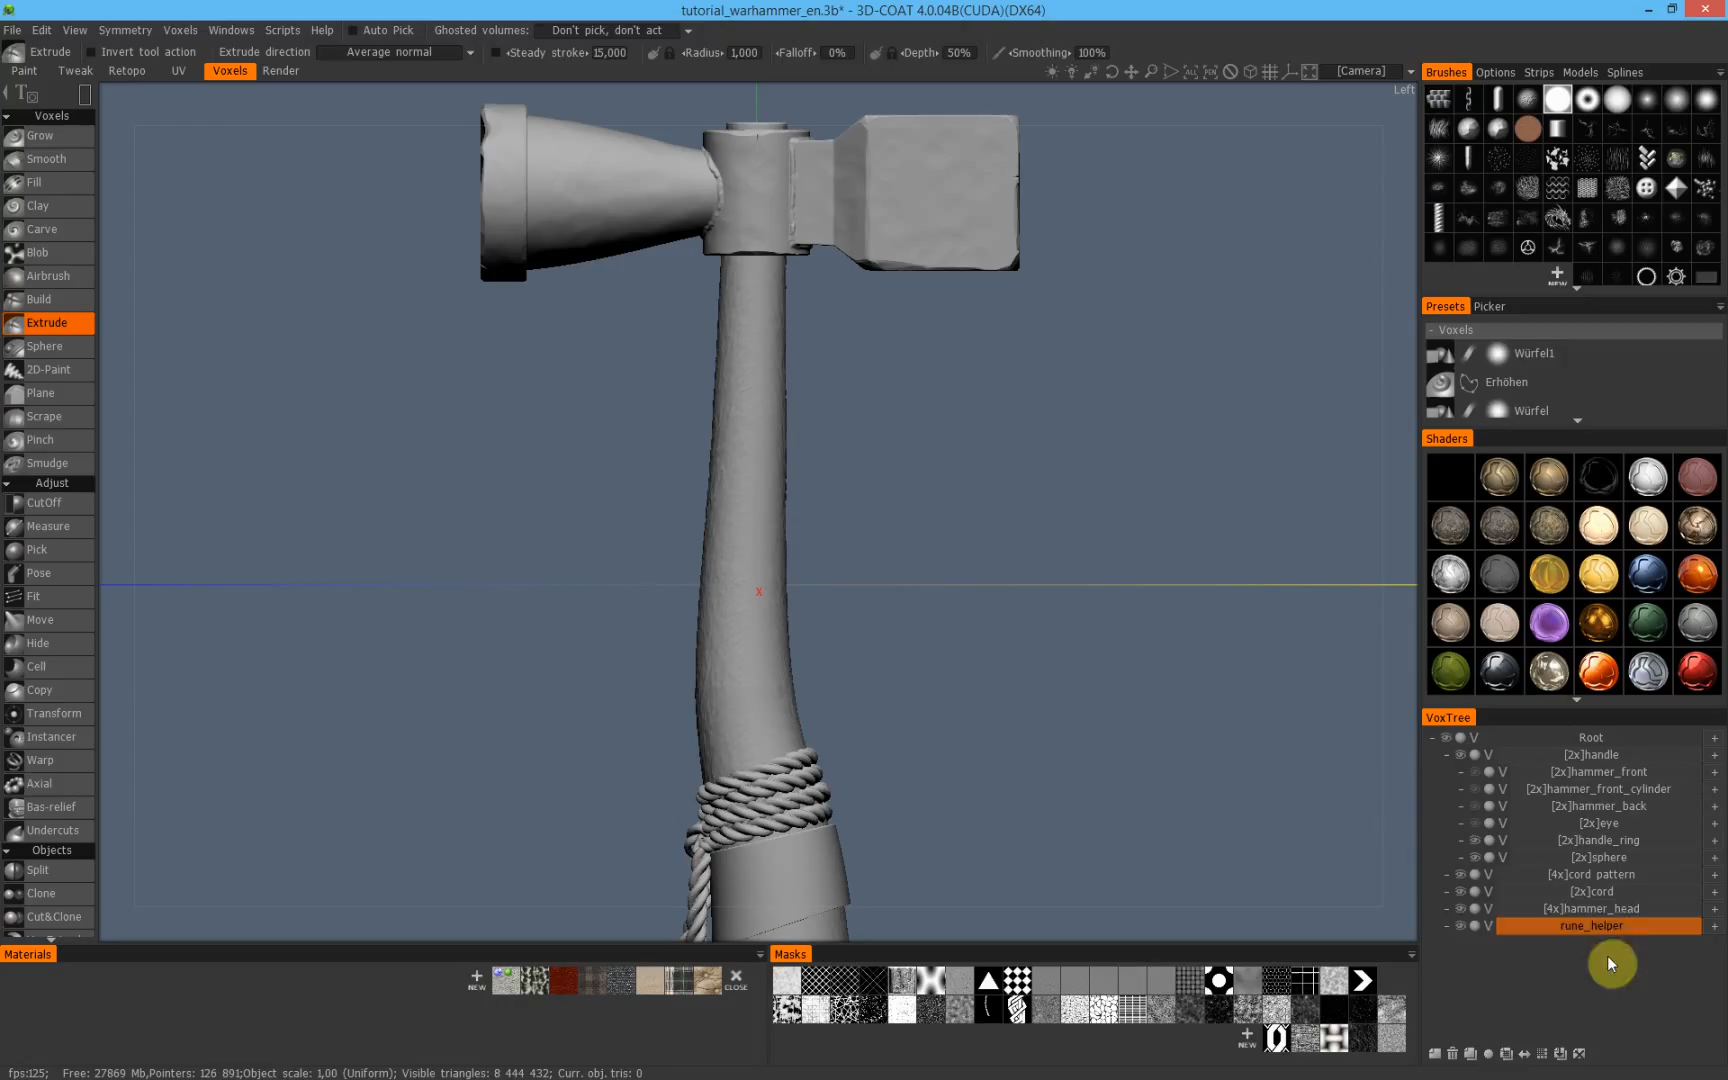 tutorial_warhammer_en.3b* - 3D-COAT 4.0.04B(CUDA)(DX64)
File Edit View Symmetry Voxels Windows Scripts Help Auto Pick Ghosted volumes: Don't pick, don't act
Extrude Invert tool action Extrude direction Average normal Steady stroke 15,000 Radius 1,000 Falloff 0% Depth 50% Smoothing 100%
Paint Tweak Retopo UV Voxels Render [Camera]
Left
Voxels
Grow
Smooth
Fill
Clay
Carve
Blob
Airbrush
Build
Extrude
Sphere
2D-Paint
Plane
Scrape
Pinch
Smudge
Adjust
CutOff
Measure
Pick
Pose
Fit
Move
Hide
Cell
Copy
Transform
Instancer
Warp
Axial
Bas-relief
Undercuts
Objects
Split
Clone
Cut&Clone
X
Brushes Options Strips Models Splines
NEW
Presets Picker
- Voxels
Würfel1
Erhöhen
Würfel
Shaders
VoxTree
V Root +
V [2x]handle +
V [2x]hammer_front +
V [2x]hammer_front_cylinder +
V [2x]hammer_back +
V [2x]eye +
V [2x]handle_ring +
V [2x]sphere +
V [4x]cord pattern +
V [2x]cord +
V [4x]hammer_head +
V rune_helper +
Materials
NEW
CLOSE
Masks
NEW
fps:125; Free: 27869 Mb,Pointers: 126 891;Object scale: 1,00 (Uniform); Visible triangles: 8 444 432; Curr. obj. tris: 0